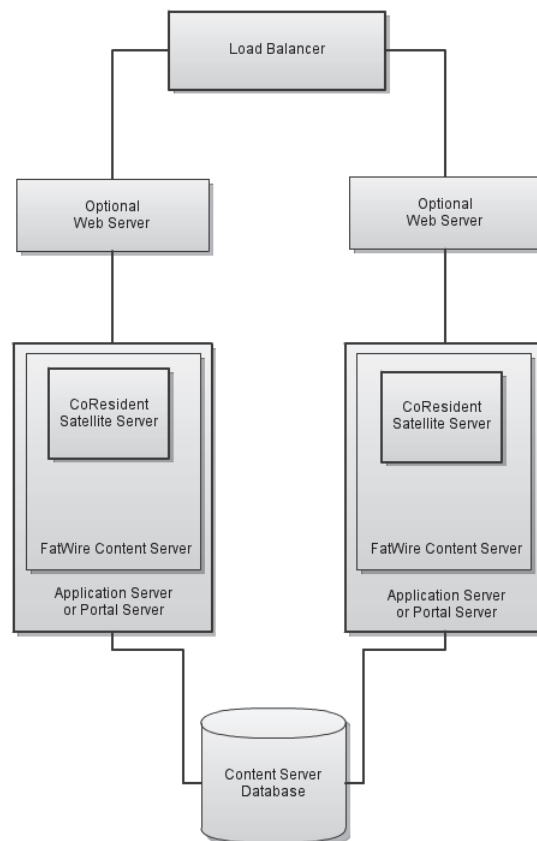 Load Balancer
Optional
Web Server
Optional
Web Server
CoResident
Satellite Server
FatWire Content Server
Application Server
or Portal Server
CoResident
Satellite Server
FatWire Content Server
Application Server
or Portal Server
Content Server
Database